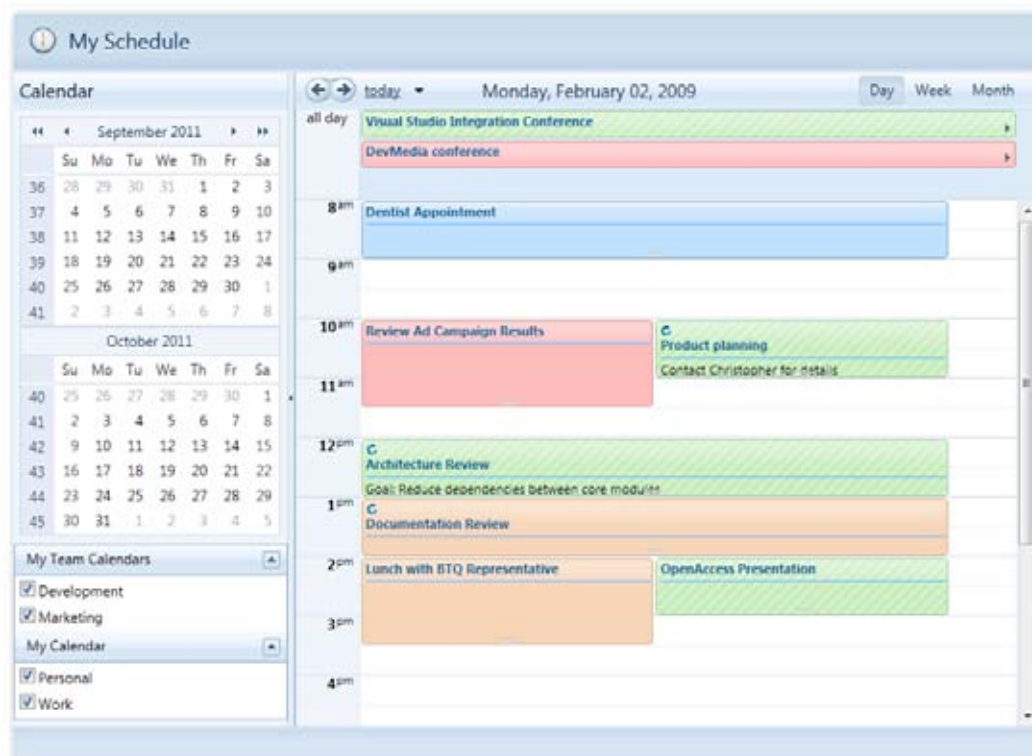 My Schedule
Calendar
today
Monday, February 02, 2009
Day Week Month
September 2011
Su Mo Tu We Th Fr Sa
36 28 29 30 31 1 2 3
37 4 5 6 7 8 9 10
38 11 12 13 14 15 16 17
39 18 19 20 21 22 23 24
40 25 26 27 28 29 30 1
41 2 3 4 5 6 7 8
October 2011
Su Mo Tu We Th Fr Sa
40 25 26 27 28 29 30 1
41 2 3 4 5 6 7 8
42 9 10 11 12 13 14 15
43 16 17 18 19 20 21 22
44 23 24 25 26 27 28 29
45 30 31 1 2 3 4 5
My Team Calendars
Development
Marketing
My Calendar
Personal
Work
all day
Visual Studio Integration Conference
DevMedia conference
8am Dentist Appointment
9am
10am Review Ad Campaign Results
Product planning
Contact Christopher for details
11am
12pm
Architecture Review
Goal: Reduce dependencies between core modules
1pm
Documentation Review
2pm Lunch with BTQ Representative OpenAccess Presentation
3pm
4pm